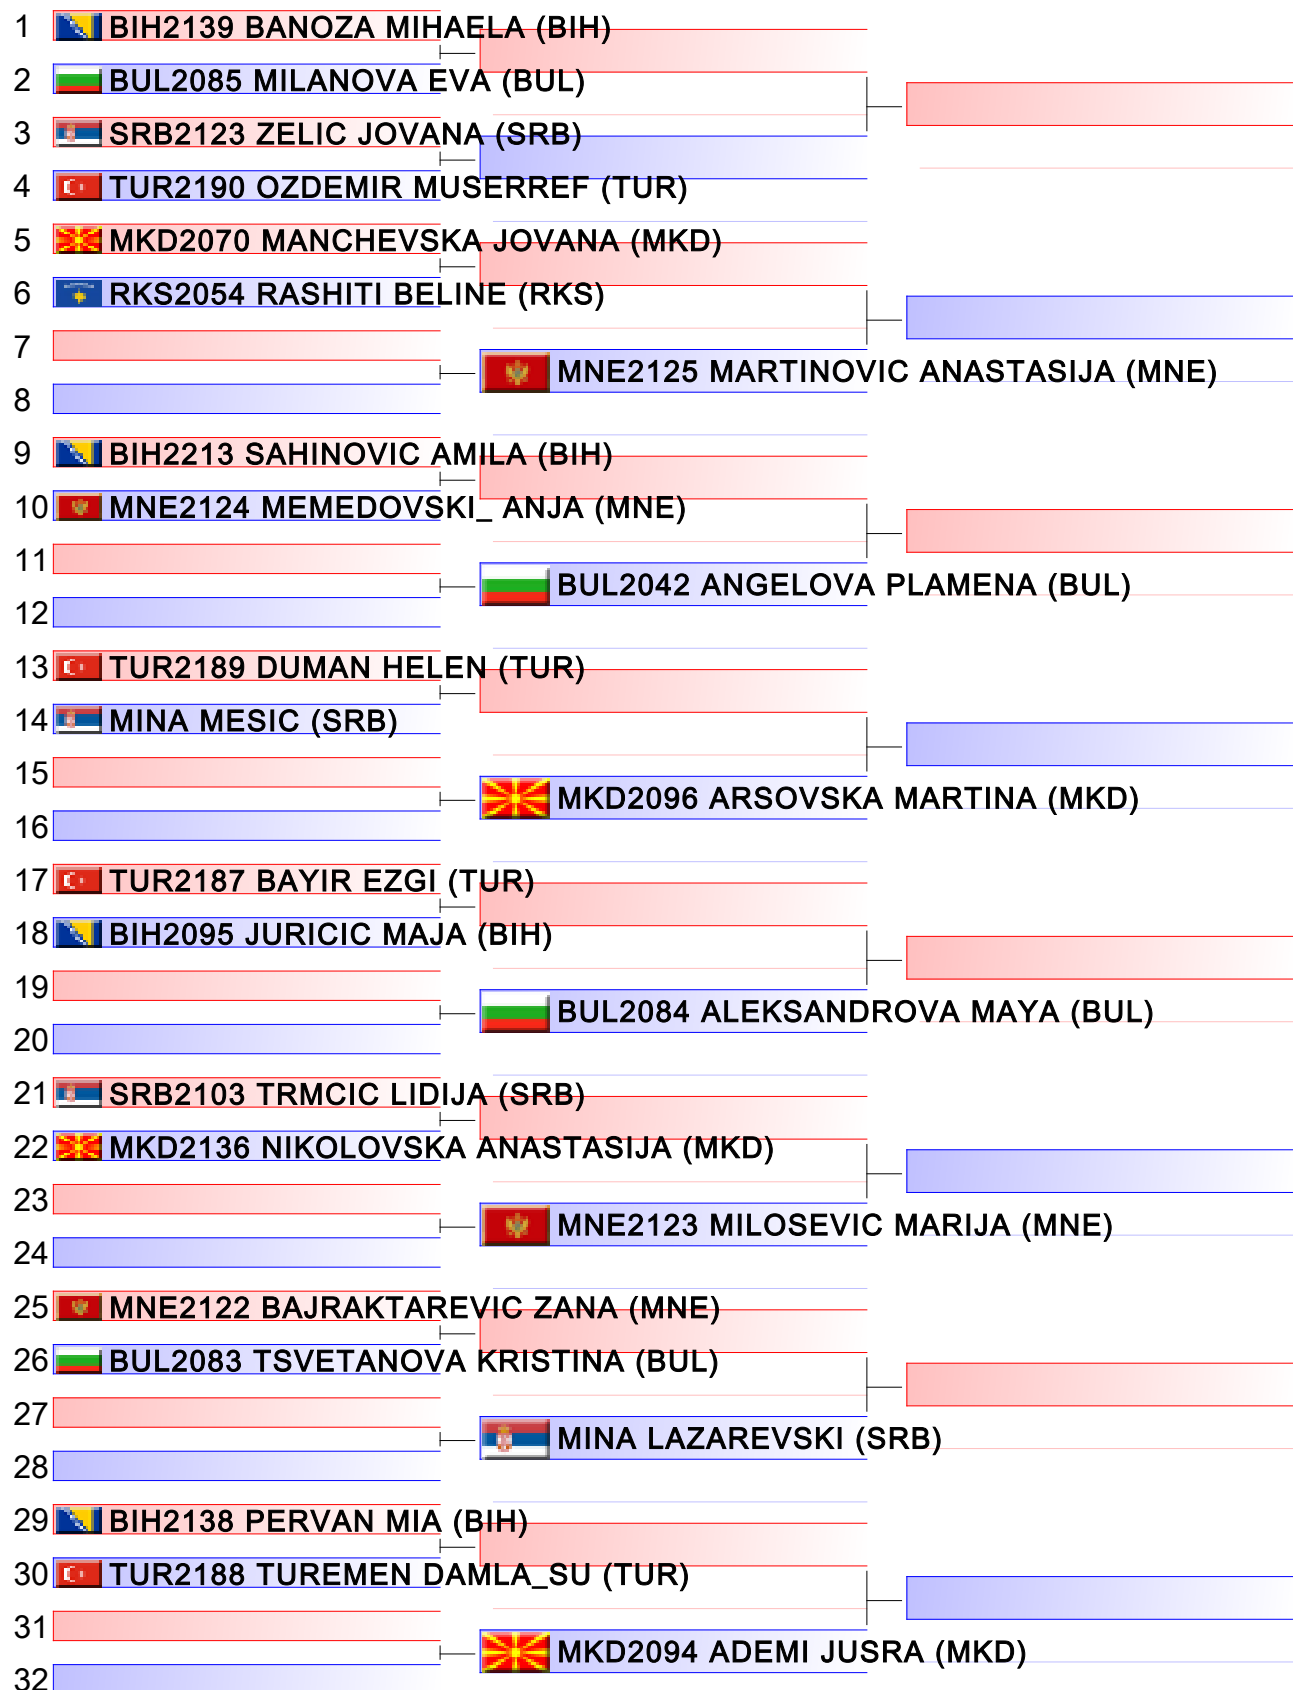 1 BIH2139 BANOZA MIHAELA (BIH)
2 BUL2085 MILANOVA EVA (BUL)
3 SRB2123 ZELIC JOVANA (SRB)
4 TUR2190 OZDEMIR MUSERREF (TUR)
5 MKD2070 MANCHEVSKA JOVANA (MKD)
6 RKS2054 RASHITI BELINE (RKS)
7
MNE2125 MARTINOVIC ANASTASIJA (MNE)
8
9 BIH2213 SAHINOVIC AMILA (BIH)
10 MNE2124 MEMEDOVSKI_ ANJA (MNE)
11
BUL2042 ANGELOVA PLAMENA (BUL)
12
13 TUR2189 DUMAN HELEN (TUR)
14 MINA MESIC (SRB)
15
MKD2096 ARSOVSKA MARTINA (MKD)
16
17 TUR2187 BAYIR EZGI (TUR)
18 BIH2095 JURICIC MAJA (BIH)
19
BUL2084 ALEKSANDROVA MAYA (BUL)
20
21 SRB2103 TRMCIC LIDIJA (SRB)
22 MKD2136 NIKOLOVSKA ANASTASIJA (MKD)
23
MNE2123 MILOSEVIC MARIJA (MNE)
24
25 MNE2122 BAJRAKTAREVIC ZANA (MNE)
26 BUL2083 TSVETANOVA KRISTINA (BUL)
27
MINA LAZAREVSKI (SRB)
28
29 BIH2138 PERVAN MIA (BIH)
30 TUR2188 TUREMEN DAMLA_SU (TUR)
31
MKD2094 ADEMI JUSRA (MKD)
32